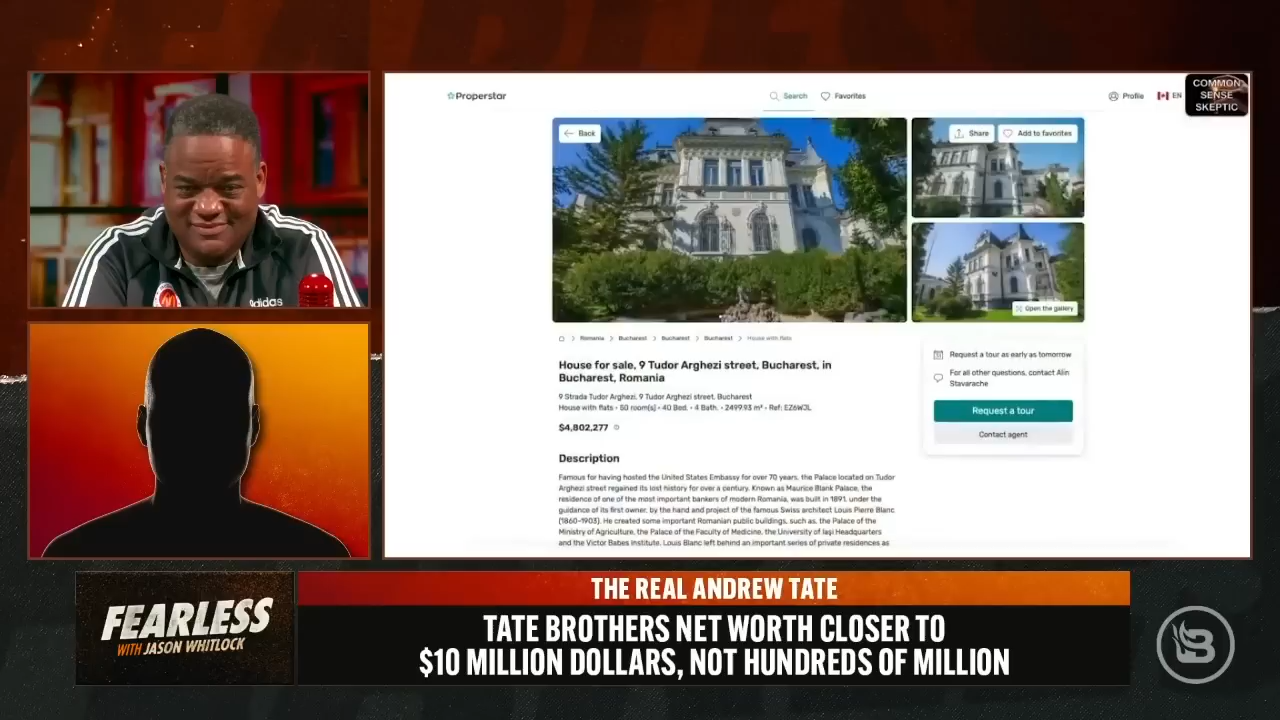 Properstar
Search
Favorites
Profile
EN
COMMON
SENSE
SKEPTIC
Back
Share
Add to favorites
Open the gallery
Romania > Bucharest > Bucharest > Bucharest > House with flats
House for sale, 9 Tudor Arghezi street, Bucharest, in
Bucharest, Romania
9 Strada Tudor Arghezi, 9 Tudor Arghezi street, Bucharest
House with flats • 50 room(s) • 40 Bed. • 4 Bath. • 2499.93 m² • Ref: EZ6WJL
$4,802,277
Request a tour as early as tomorrow
For all other questions, contact Alin
Stavarache
Request a tour
Contact agent
Description
Famous for having hosted the United States Embassy for over 70 years, the Palace located on Tudor
Arghezi street regained its lost history for over a century. Known as Maurice Blank Palace, the
residence of one of the most important bankers of modern Romania, was built in 1891, under the
guidance of its first owner, by the hand and project of the famous Swiss architect Louis Pierre Blanc
(1860-1903). He created some important Romanian public buildings, such as, the Palace of the
Ministry of Agriculture, the Palace of the Faculty of Medicine, the University of Iași Headquarters
and the Victor Babes Institute. Louis Blanc left behind an important series of private residences as
adidas
FEARLESS
WITH JASON WHITLOCK
THE REAL ANDREW TATE
TATE BROTHERS NET WORTH CLOSER TO
$10 MILLION DOLLARS, NOT HUNDREDS OF MILLION
B